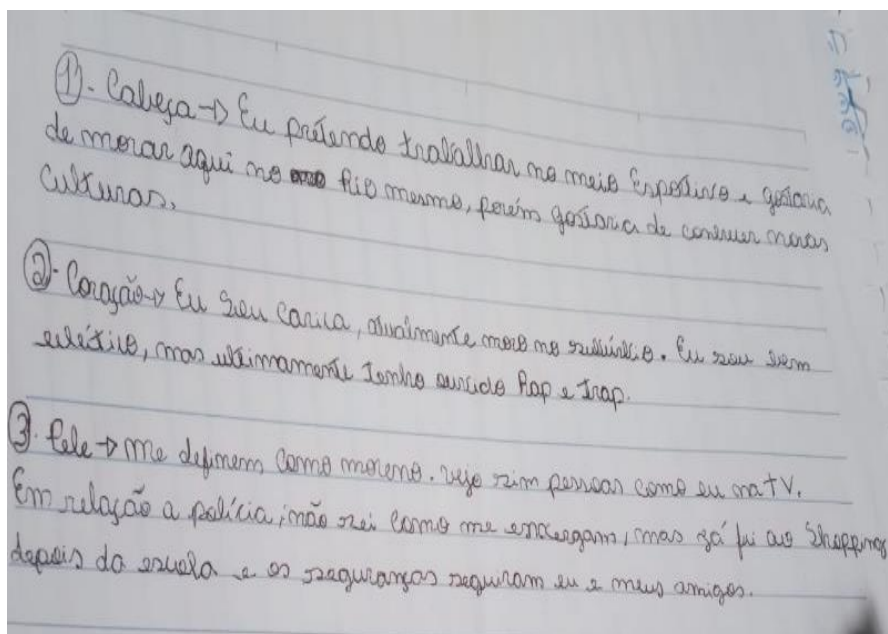 ①. Cabeça → Eu pretendo trabalhar no meio Esportivo e gostaria
de morar aqui no Rio mesmo, porém gostaria de conhecer novas
Culturas.
②. Coração → Eu sou carioca, atualmente moro no subúrbio. Eu sou bem
eclético, mas ultimamente tenho ouvido Rap e Trap.
③. Pele → me definem como moreno. vejo sim pessoas como eu na TV.
Em relação a polícia, não sei como me enxergam, mas já fui ao Shopping
depois da escola e os seguranças seguiram eu e meus amigos.